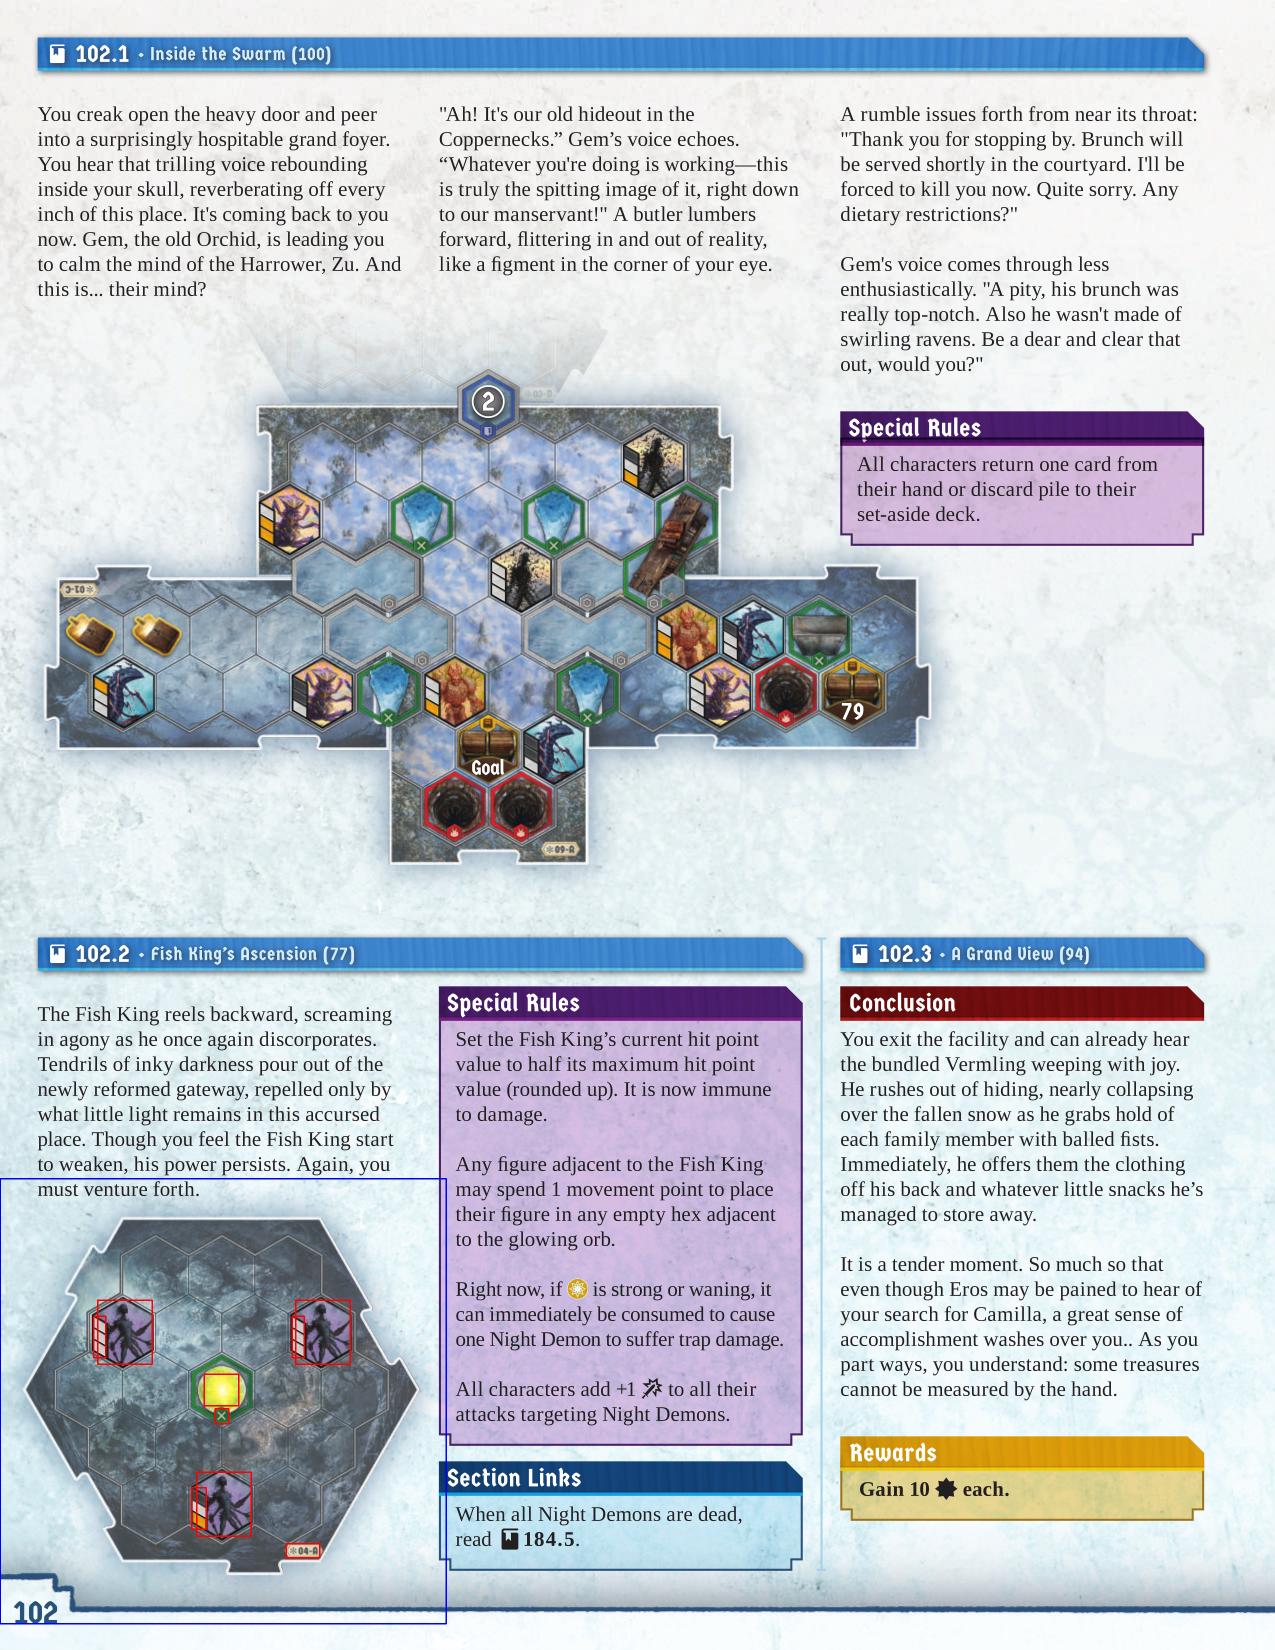 102.1 • Inside the Swarm (100)
You creak open the heavy door and peer
into a surprisingly hospitable grand foyer.
You hear that trilling voice rebounding
inside your skull, reverberating off every
inch of this place. It's coming back to you
now. Gem, the old Orchid, is leading you
to calm the mind of the Harrower, Zu. And
this is... their mind?
"Ah! It's our old hideout in the
Coppernecks.” Gem’s voice echoes.
“Whatever you're doing is working—this
is truly the spitting image of it, right down
to our manservant!" A butler lumbers
forward, flittering in and out of reality,
like a figment in the corner of your eye.
A rumble issues forth from near its throat:
"Thank you for stopping by. Brunch will
be served shortly in the courtyard. I'll be
forced to kill you now. Quite sorry. Any
dietary restrictions?"
Gem's voice comes through less
enthusiastically. "A pity, his brunch was
really top-notch. Also he wasn't made of
swirling ravens. Be a dear and clear that
out, would you?"
Special Rules
All characters return one card from
their hand or discard pile to their
set-aside deck.
2
01-C
79
Goal
09-A
102.2 • Fish King’s Ascension (77)
The Fish King reels backward, screaming
in agony as he once again discorporates.
Tendrils of inky darkness pour out of the
newly reformed gateway, repelled only by
what little light remains in this accursed
place. Though you feel the Fish King start
to weaken, his power persists. Again, you
must venture forth.
04-A
Special Rules
Set the Fish King’s current hit point
value to half its maximum hit point
value (rounded up). It is now immune
to damage.
Any figure adjacent to the Fish King
may spend 1 movement point to place
their figure in any empty hex adjacent
to the glowing orb.
Right now, if is strong or waning, it
can immediately be consumed to cause
one Night Demon to suffer trap damage.
All characters add +1 to all their
attacks targeting Night Demons.
Section Links
When all Night Demons are dead,
read 184.5.
102.3 • A Grand View (94)
Conclusion
You exit the facility and can already hear
the bundled Vermling weeping with joy.
He rushes out of hiding, nearly collapsing
over the fallen snow as he grabs hold of
each family member with balled fists.
Immediately, he offers them the clothing
off his back and whatever little snacks he’s
managed to store away.
It is a tender moment. So much so that
even though Eros may be pained to hear of
your search for Camilla, a great sense of
accomplishment washes over you.. As you
part ways, you understand: some treasures
cannot be measured by the hand.
Rewards
Gain 10 each.
102